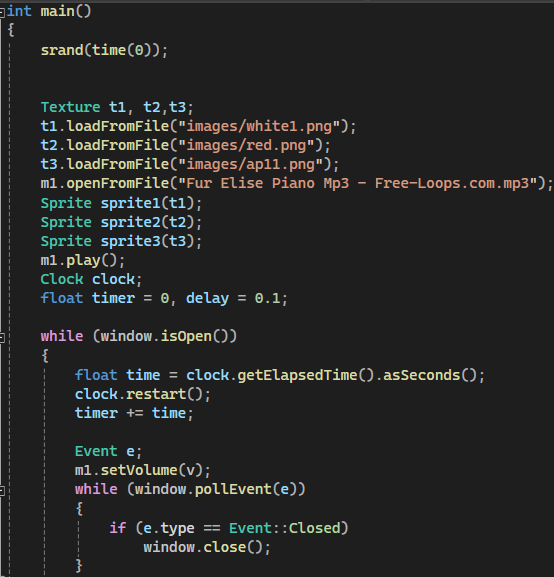 int main()
{
srand(time(0));
Texture t1, t2,t3;
t1.loadFromFile("images/white1.png");
t2.loadFromFile("images/red.png");
t3.loadFromFile("images/ap11.png");
m1.openFromFile("Fur Elise Piano Mp3 - Free-Loops.com.mp3");
Sprite sprite1(t1);
Sprite sprite2(t2);
Sprite sprite3(t3);
m1.play();
Clock clock;
float timer = 0, delay = 0.1;
while (window.isOpen())
{
float time = clock.getElapsedTime().asSeconds();
clock.restart();
timer += time;
Event e;
m1.setVolume(v);
while (window.pollEvent(e))
{
if (e.type == Event::Closed)
window.close();
}